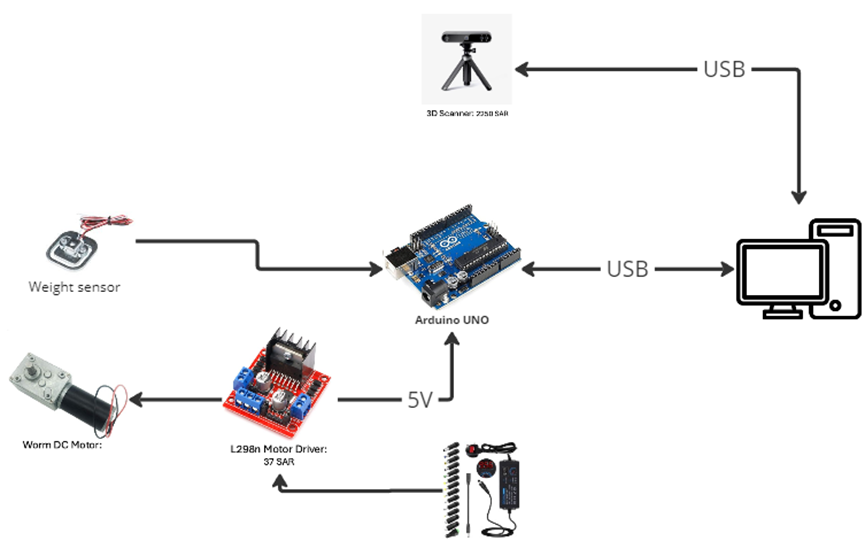 USB
3D Scanner: 2250 SAR
Weight sensor
USB
Arduino UNO
5V
Worm DC Motor:
L298n Motor Driver:
37 SAR